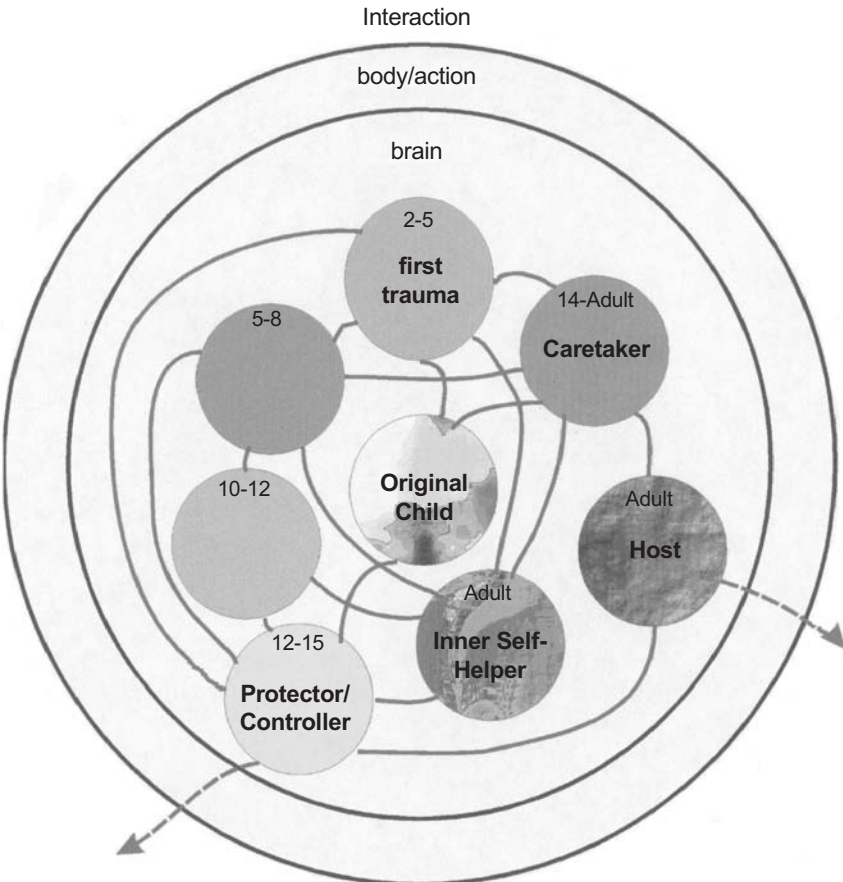 Interaction
body/action
brain
2-5
first
trauma
14-Adult
Caretaker
5-8
Original
Child
10-12
Adult
Host
Adult
Inner Self-
Helper
12-15
Protector/
Controller